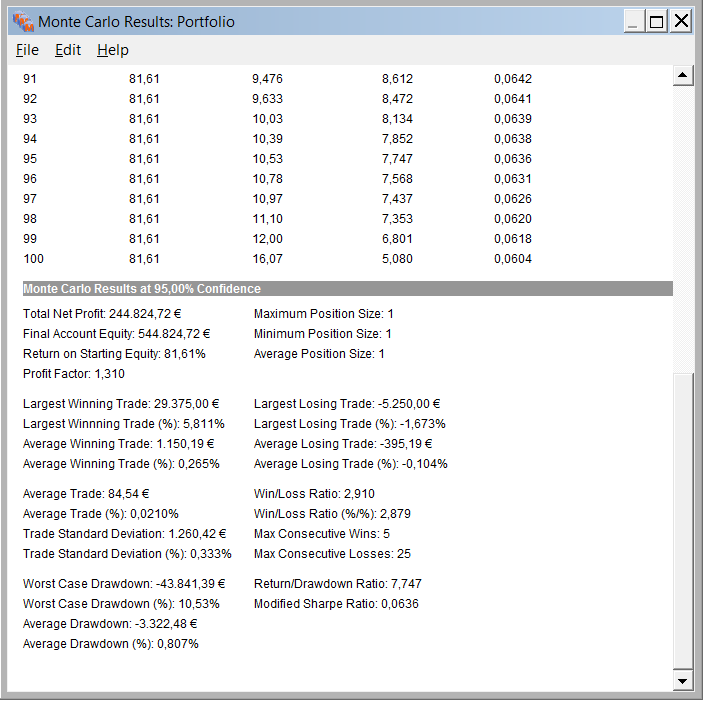 Monte Carlo Results: Portfolio
File Edit Help
91 81,61 9,476 8,612 0,0642
92 81,61 9,633 8,472 0,0641
93 81,61 10,03 8,134 0,0639
94 81,61 10,39 7,852 0,0638
95 81,61 10,53 7,747 0,0636
96 81,61 10,78 7,568 0,0631
97 81,61 10,97 7,437 0,0626
98 81,61 11,10 7,353 0,0620
99 81,61 12,00 6,801 0,0618
100 81,61 16,07 5,080 0,0604
Monte Carlo Results at 95,00% Confidence
Total Net Profit: 244.824,72 € Maximum Position Size: 1
Final Account Equity: 544.824,72 € Minimum Position Size: 1
Return on Starting Equity: 81,61% Average Position Size: 1
Profit Factor: 1,310
Largest Winning Trade: 29.375,00 € Largest Losing Trade: -5.250,00 €
Largest Winnning Trade (%): 5,811% Largest Losing Trade (%): -1,673%
Average Winning Trade: 1.150,19 € Average Losing Trade: -395,19 €
Average Winning Trade (%): 0,265% Average Losing Trade (%): -0,104%
Average Trade: 84,54 € Win/Loss Ratio: 2,910
Average Trade (%): 0,0210% Win/Loss Ratio (%/%): 2,879
Trade Standard Deviation: 1.260,42 € Max Consecutive Wins: 5
Trade Standard Deviation (%): 0,333% Max Consecutive Losses: 25
Worst Case Drawdown: -43.841,39 € Return/Drawdown Ratio: 7,747
Worst Case Drawdown (%): 10,53% Modified Sharpe Ratio: 0,0636
Average Drawdown: -3.322,48 €
Average Drawdown (%): 0,807%